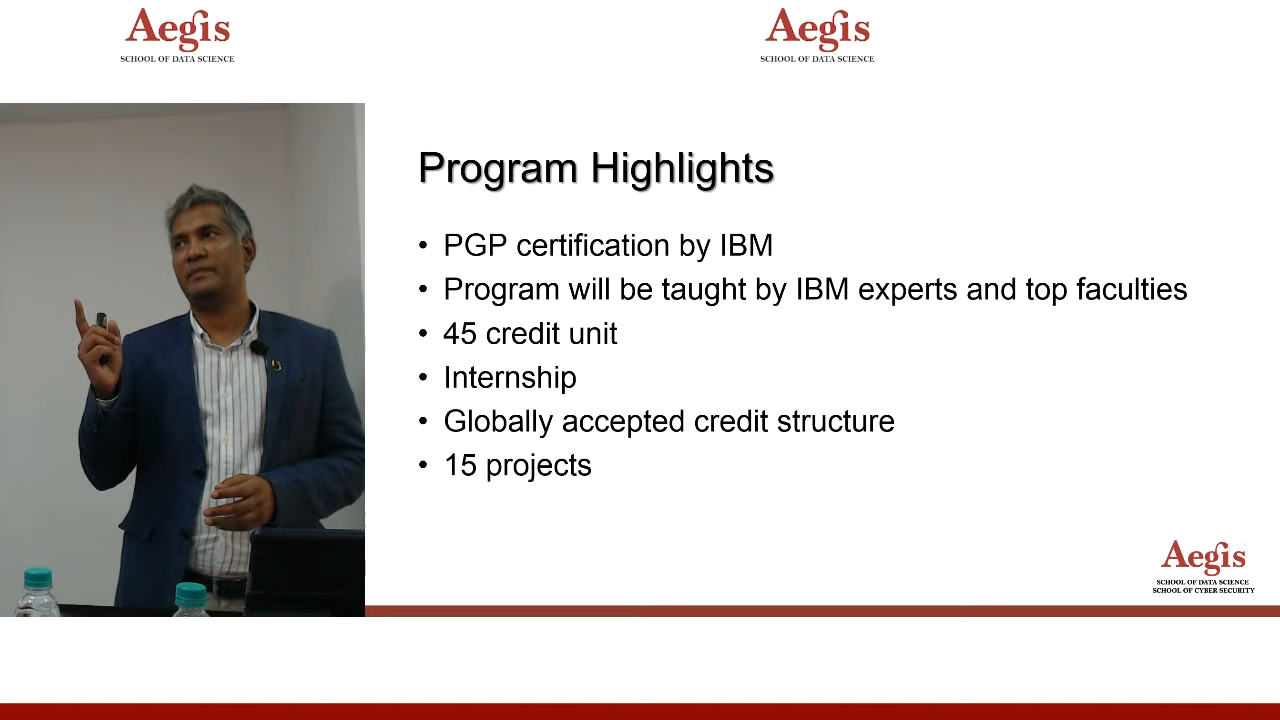 Aegis
SCHOOL OF DATA SCIENCE
Aegis
SCHOOL OF DATA SCIENCE
Program Highlights
• PGP certification by IBM
• Program will be taught by IBM experts and top faculties
• 45 credit unit
• Internship
• Globally accepted credit structure
• 15 projects
Aegis
SCHOOL OF DATA SCIENCE
SCHOOL OF CYBER SECURITY